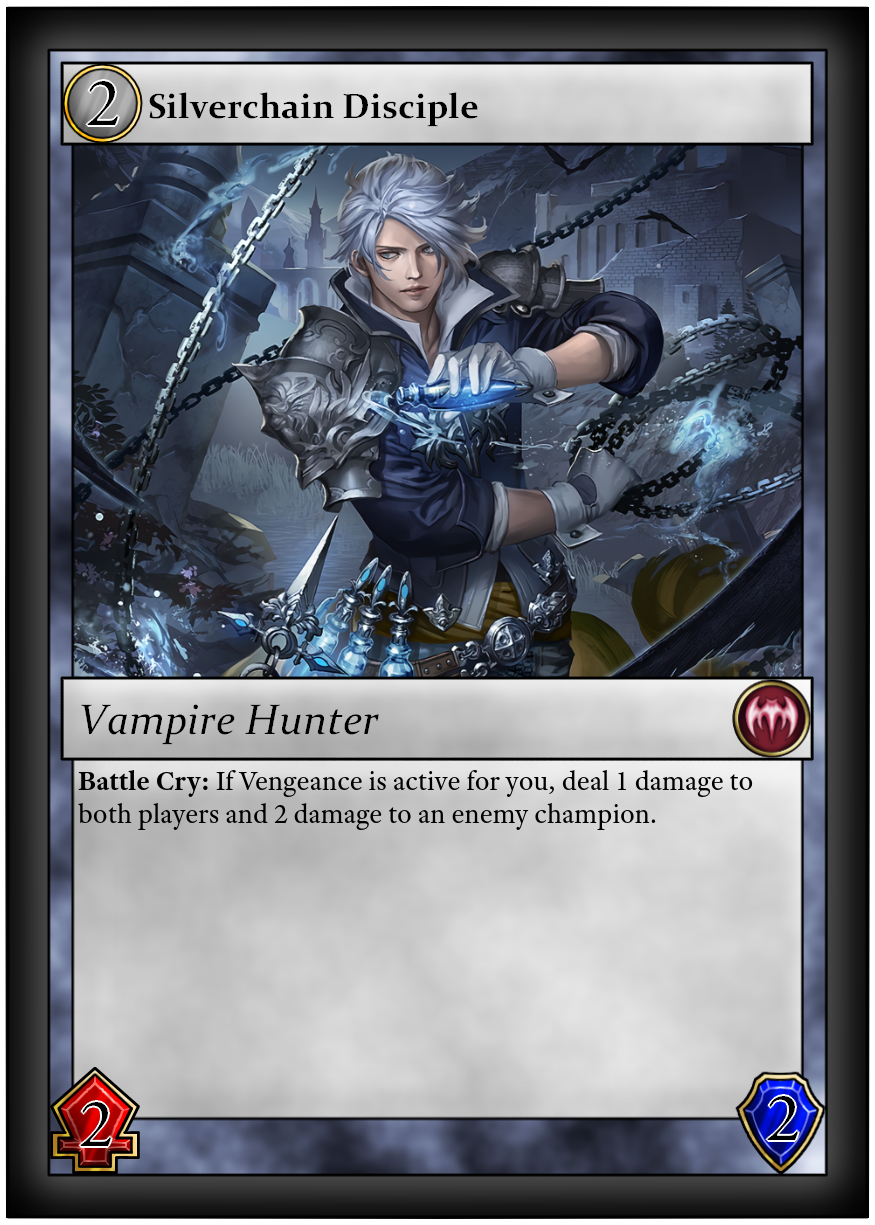 2 Silverchain Disciple
Vampire Hunter
Battle Cry: If Vengeance is active for you, deal 1 damage to
both players and 2 damage to an enemy champion.
2 2